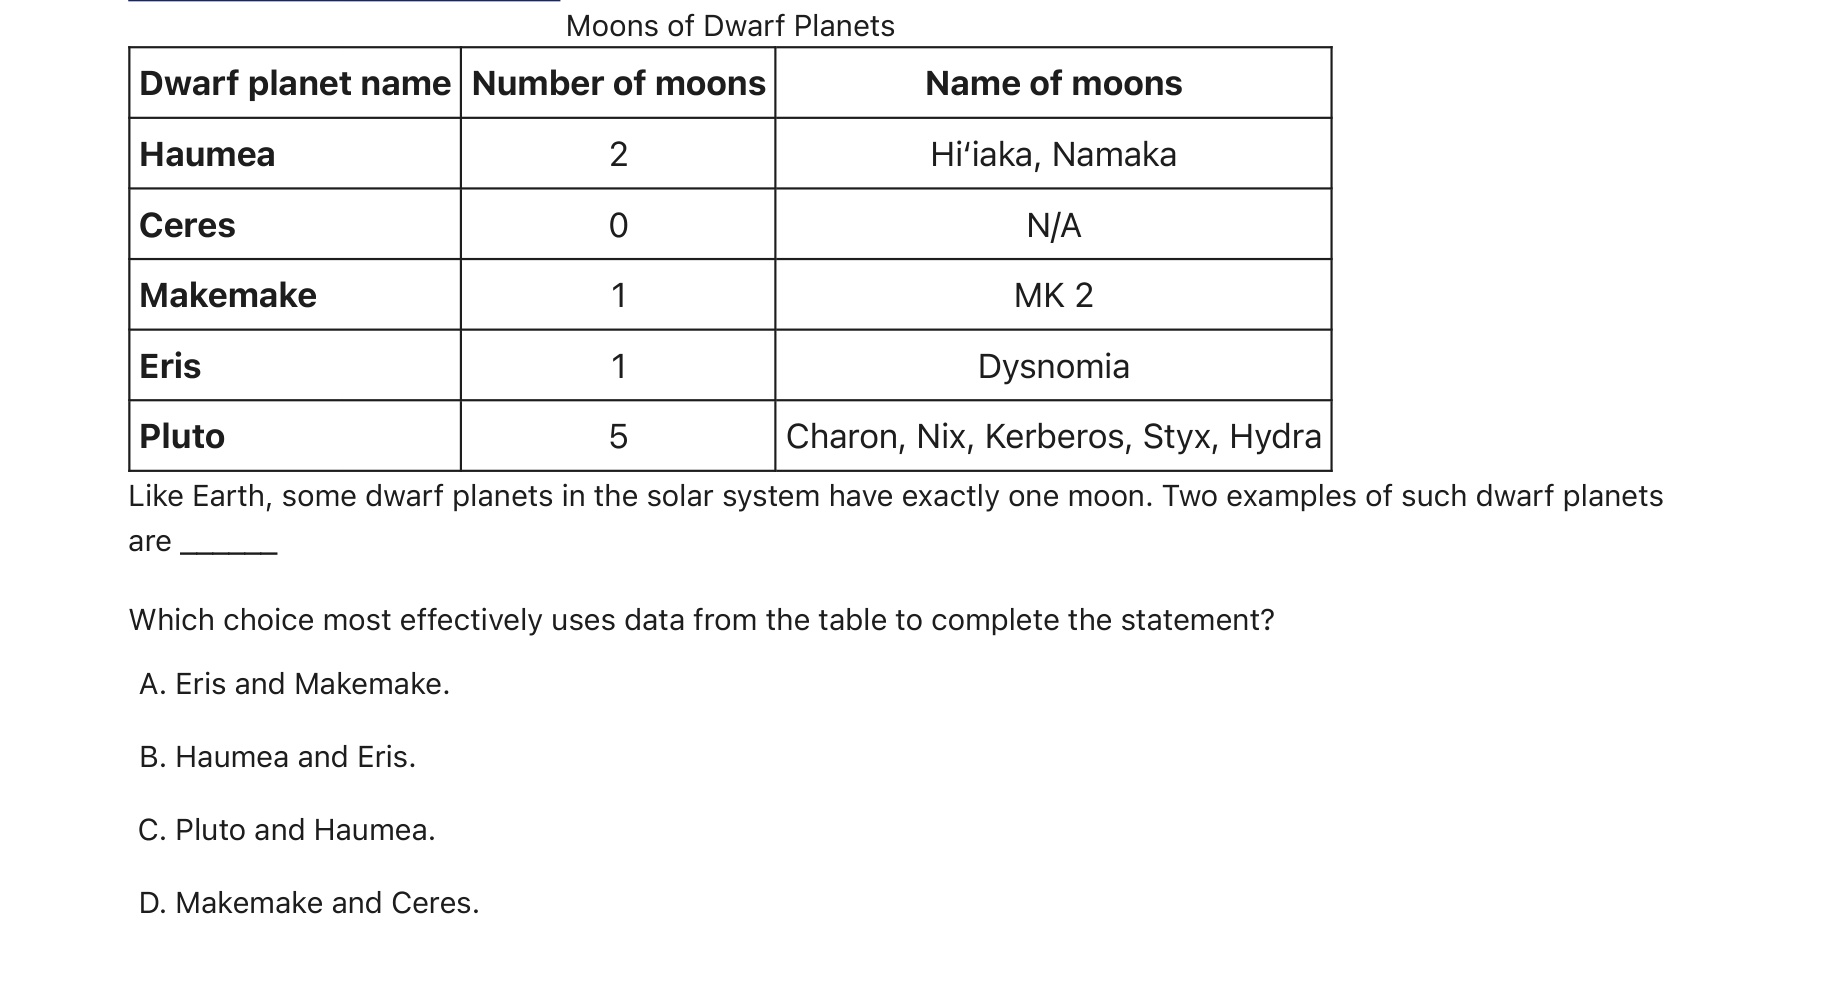 Moons of Dwarf Planets
Dwarf planet name Number of moons Name of moons
Haumea 2 Hiʻiaka, Namaka
Ceres 0 N/A
Makemake 1 MK 2
Eris 1 Dysnomia
Pluto 5 Charon, Nix, Kerberos, Styx, Hydra
Like Earth, some dwarf planets in the solar system have exactly one moon. Two examples of such dwarf planets
are ______
Which choice most effectively uses data from the table to complete the statement?
A. Eris and Makemake.
B. Haumea and Eris.
C. Pluto and Haumea.
D. Makemake and Ceres.